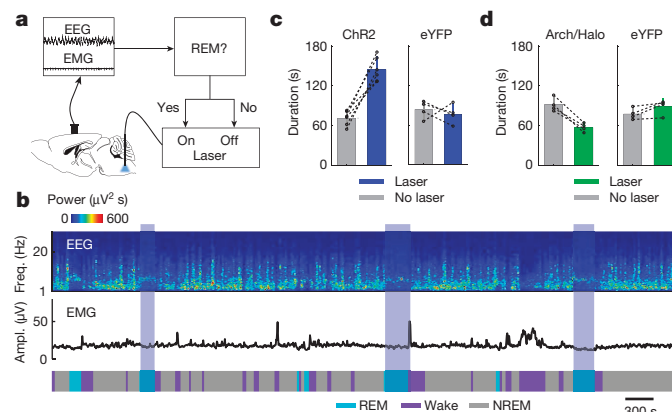 a
EEG
EMG
REM?
Yes No
On Off
Laser
c
ChR2 eYFP
Duration (s)
180
120
60
0
Laser
No laser
d
Arch/Halo eYFP
Duration (s)
180
120
60
0
Laser
No laser
b
Power (μV² s)
0 600
EEG
Freq. (Hz)
20
1
EMG
Ampl. (μV)
50
0
REM Wake NREM
300 s